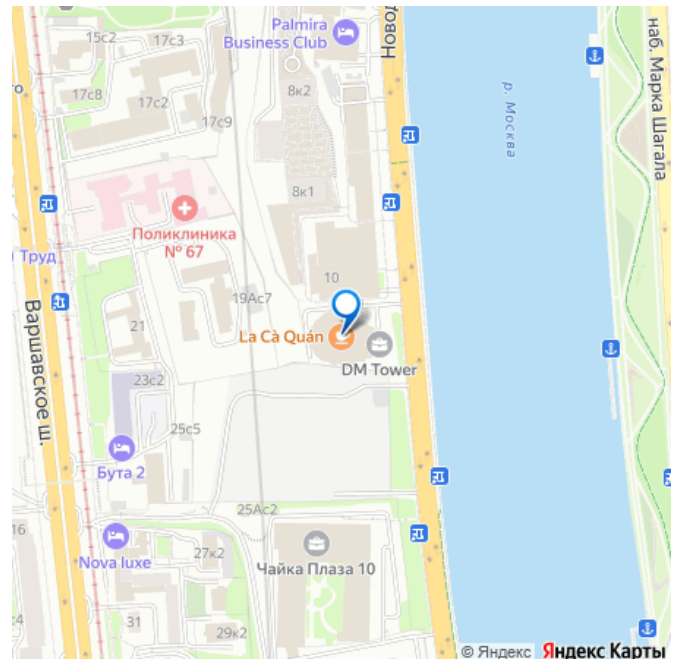 15с2
17с3
Palmira
Business Club
Новод
наб. Марка Шагала
17с8
17с2
17с9
8к2
р. Москва
8к1
Поликлиника
№ 67
Труд
10
19Ас7
La Cà Quán
DM Tower
21
Варшавское ш.
23с2
25с5
Бута 2
25Ас2
16
Nova luxe
27к2
Чайка Плаза 10
с4
31
29к2
© Яндекс Яндекс Карты